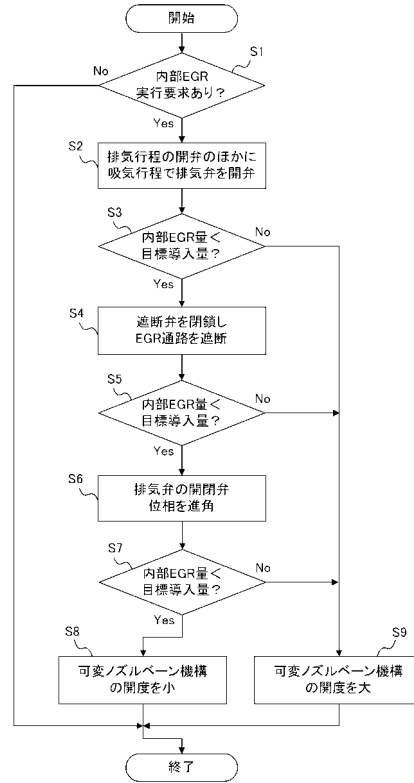 開始
S1
内部EGR
実行要求あり?
No
Yes
S2
排気行程の開弁のほかに
吸気行程で排気弁を開弁
S3
内部EGR量<
目標導入量?
No
Yes
S4
遮断弁を閉鎖し
EGR通路を遮断
S5
内部EGR量<
目標導入量?
No
Yes
S6
排気弁の開閉弁
位相を進角
S7
内部EGR量<
目標導入量?
No
Yes
S8
可変ノズルベーン機構
の開度を小
S9
可変ノズルベーン機構
の開度を大
終了